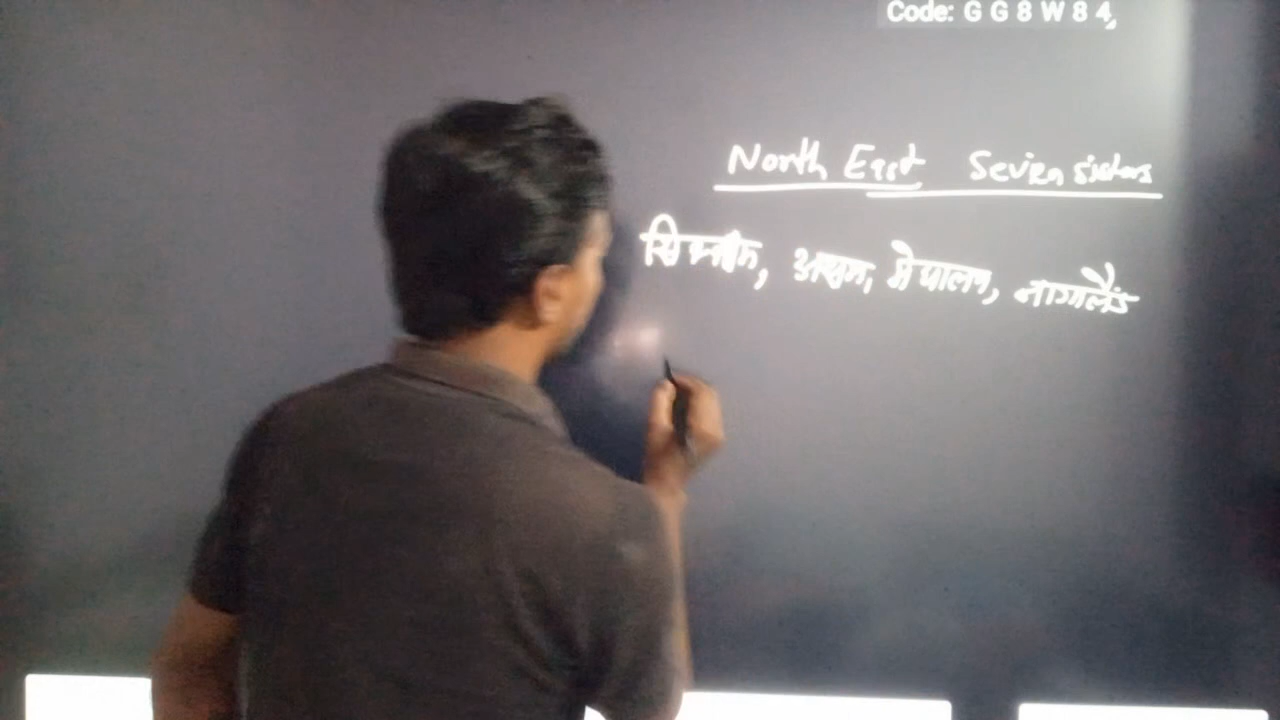 Code: G G 8 W 8 4,
North East Seven sisters
सिक्कीम, असम, मेघालय, नागालैंड